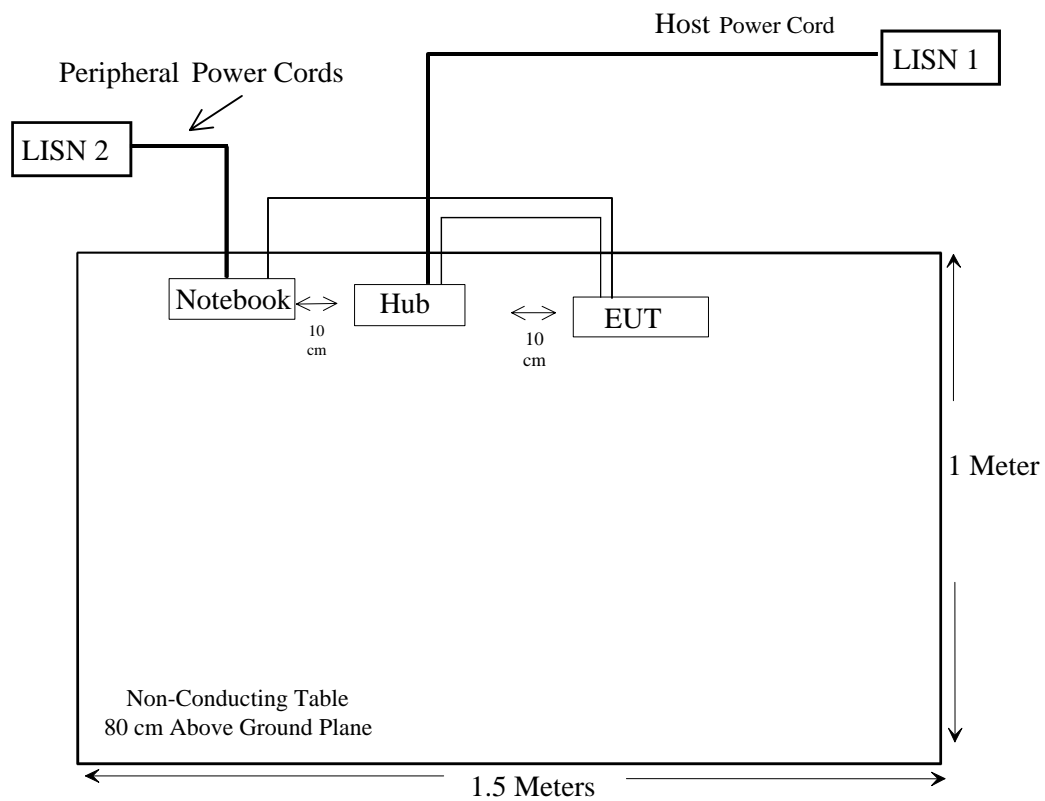 Host Power Cord
LISN 1
Peripheral Power Cords
LISN 2
Notebook
Hub
EUT
10
cm
10
cm
1 Meter
Non-Conducting Table
80 cm Above Ground Plane
1.5 Meters